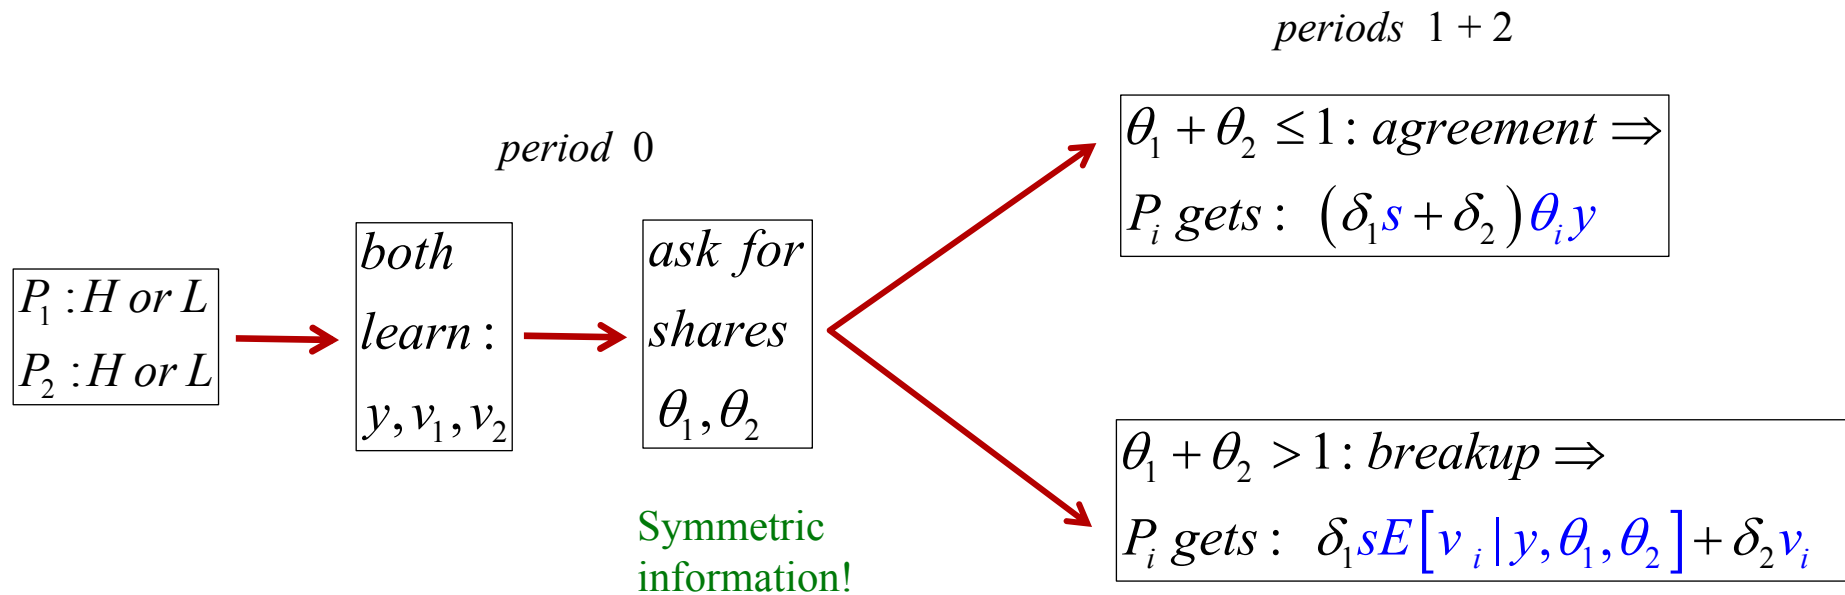 P₁ : H or L
P₂ : H or L
period 0
both
learn :
y, v₁, v₂
ask for
shares
θ₁, θ₂
Symmetric
information!
periods 1 + 2
θ₁ + θ₂ ≤ 1 : agreement ⇒
Pᵢ gets : (δ₁s + δ₂)θᵢy
θ₁ + θ₂ > 1 : breakup ⇒
Pᵢ gets : δ₁sE[vᵢ | y, θ₁, θ₂] + δ₂vᵢ